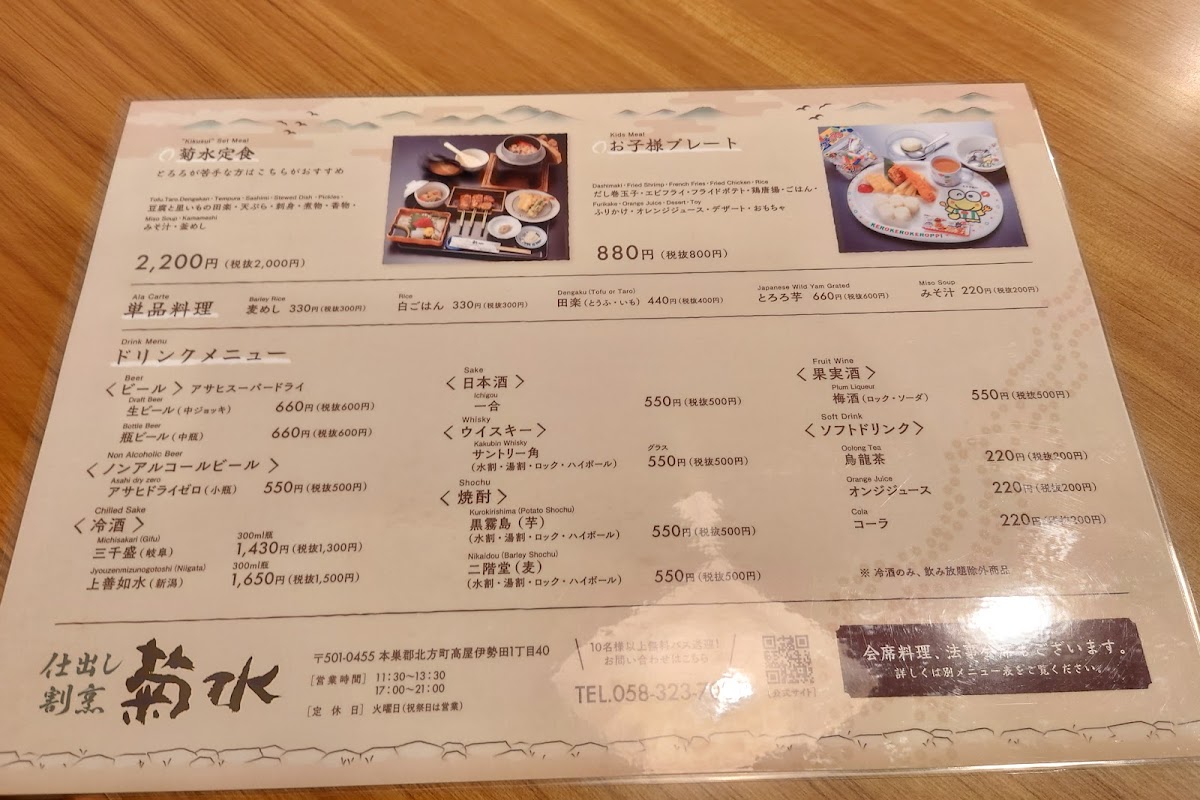 "Kikusui" Set Meal
菊水定食
とろろが苦手な方はこちらがおすすめ
Tofu,Taro,Dengakan・Tempura・Sashimi・Stewed Dish・Pickles・
豆腐と里いもの田楽・天ぷら・刺身・煮物・香物・
Miso Soup・Kamameshi
みそ汁・釜めし
2,200円（税抜2,000円）
Kids Meal
お子様プレート
Dashimaki・Fried Shrimp・French Fries・Fried Chicken・Rice
だし巻玉子・エビフライ・フライドポテト・鶏唐揚・ごはん・
Furikake・Orange Juice・Desert・Toy
ふりかけ・オレンジジュース・デザート・おもちゃ
880円（税抜800円）
KEROKEROKEROPPI
Ala Carte
単品料理
Barley Rice
麦めし 330円（税抜300円）
Rice
白ごはん 330円（税抜300円）
Dengaku (Tofu or Taro)
田楽（とうふ・いも） 440円（税抜400円）
Japanese Wild Yam Grated
とろろ芋 660円（税抜600円）
Miso Soup
みそ汁 220円（税抜200円）
Drink Menu
ドリンクメニュー
Beer
〈ビール〉アサヒスーパードライ
Draft Beer
生ビール（中ジョッキ） 660円（税抜600円）
Bottle Beer
瓶ビール（中瓶） 660円（税抜600円）
Non Alcoholic Beer
〈ノンアルコールビール〉
Asahi dry zero
アサヒドライゼロ（小瓶） 550円（税抜500円）
Chilled Sake
〈冷酒〉
Michisakari (Gifu) 300ml瓶
三千盛（岐阜） 1,430円（税抜1,300円）
Jyouzenmizunogotoshi (Niigata) 300ml瓶
上善如水（新潟） 1,650円（税抜1,500円）
Sake
〈日本酒〉
Ichigou
一合 550円（税抜500円）
Whisky
〈ウイスキー〉
Kakubin Whisky グラス
サントリー角 550円（税抜500円）
（水割・湯割・ロック・ハイボール）
Shochu
〈焼酎〉
Kurokirishima (Potato Shochu)
黒霧島（芋） 550円（税抜500円）
（水割・湯割・ロック・ハイボール）
Nikaidou (Barley Shochu)
二階堂（麦） 550円（税抜500円）
（水割・湯割・ロック・ハイボール）
Fruit Wine
〈果実酒〉
Plum Liqueur
梅酒（ロック・ソーダ） 550円（税抜500円）
Soft Drink
〈ソフトドリンク〉
Oolong Tea
烏龍茶 220円（税抜200円）
Orange Juice
オンジジュース 220円（税抜200円）
Cola
コーラ 220円（税抜200円）
※ 冷酒のみ、飲み放題除外商品
仕出し
割烹
菊水
〒501-0455 本巣郡北方町高屋伊勢田1丁目40
［営業時間］ 11:30~13:30
17:00~21:00
［定休日］ 火曜日（祝祭日は営業）
10名様以上無料バス送迎!
お問い合わせはこちら
TEL.058-323-7
（公式サイト）
会席料理、法要 ございます。
詳しくは別メニュー表をご覧ください。